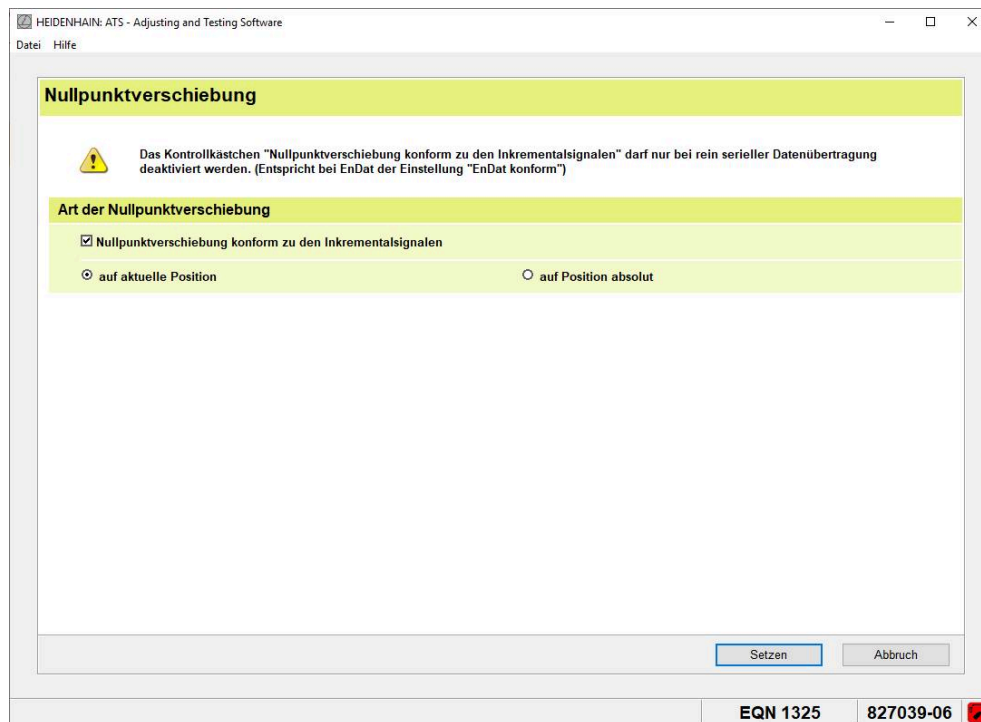 HEIDENHAIN: ATS - Adjusting and Testing Software
Datei Hilfe
Nullpunktverschiebung
Das Kontrollkästchen "Nullpunktverschiebung konform zu den Inkrementalsignalen" darf nur bei rein serieller Datenübertragung
deaktiviert werden. (Entspricht bei EnDat der Einstellung "EnDat konform")
Art der Nullpunktverschiebung
Nullpunktverschiebung konform zu den Inkrementalsignalen
auf aktuelle Position auf Position absolut
Setzen Abbruch
EQN 1325 827039-06